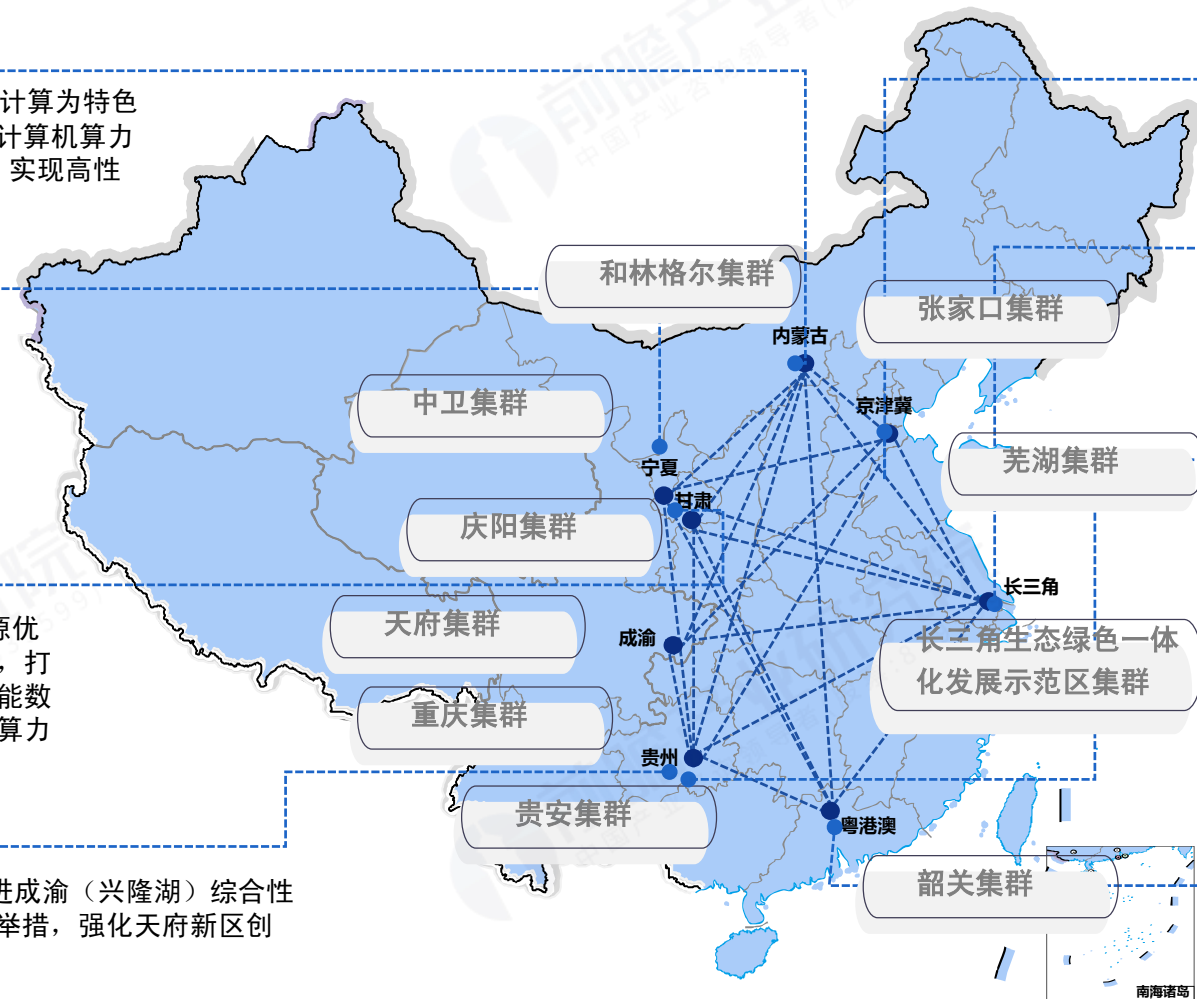 计算为特色
计算机算力
实现高性
和林格尔集群
张家口集群
内蒙古
中卫集群
京津冀
芜湖集群
宁夏
甘肃
庆阳集群
长三角
天府集群
成渝
长三角生态绿色一体
化发展示范区集群
源优
，打
能数
算力
重庆集群
贵州
贵安集群
粤港澳
韶关集群
进成渝（兴隆湖）综合性
举措，强化天府新区创
南海诸岛